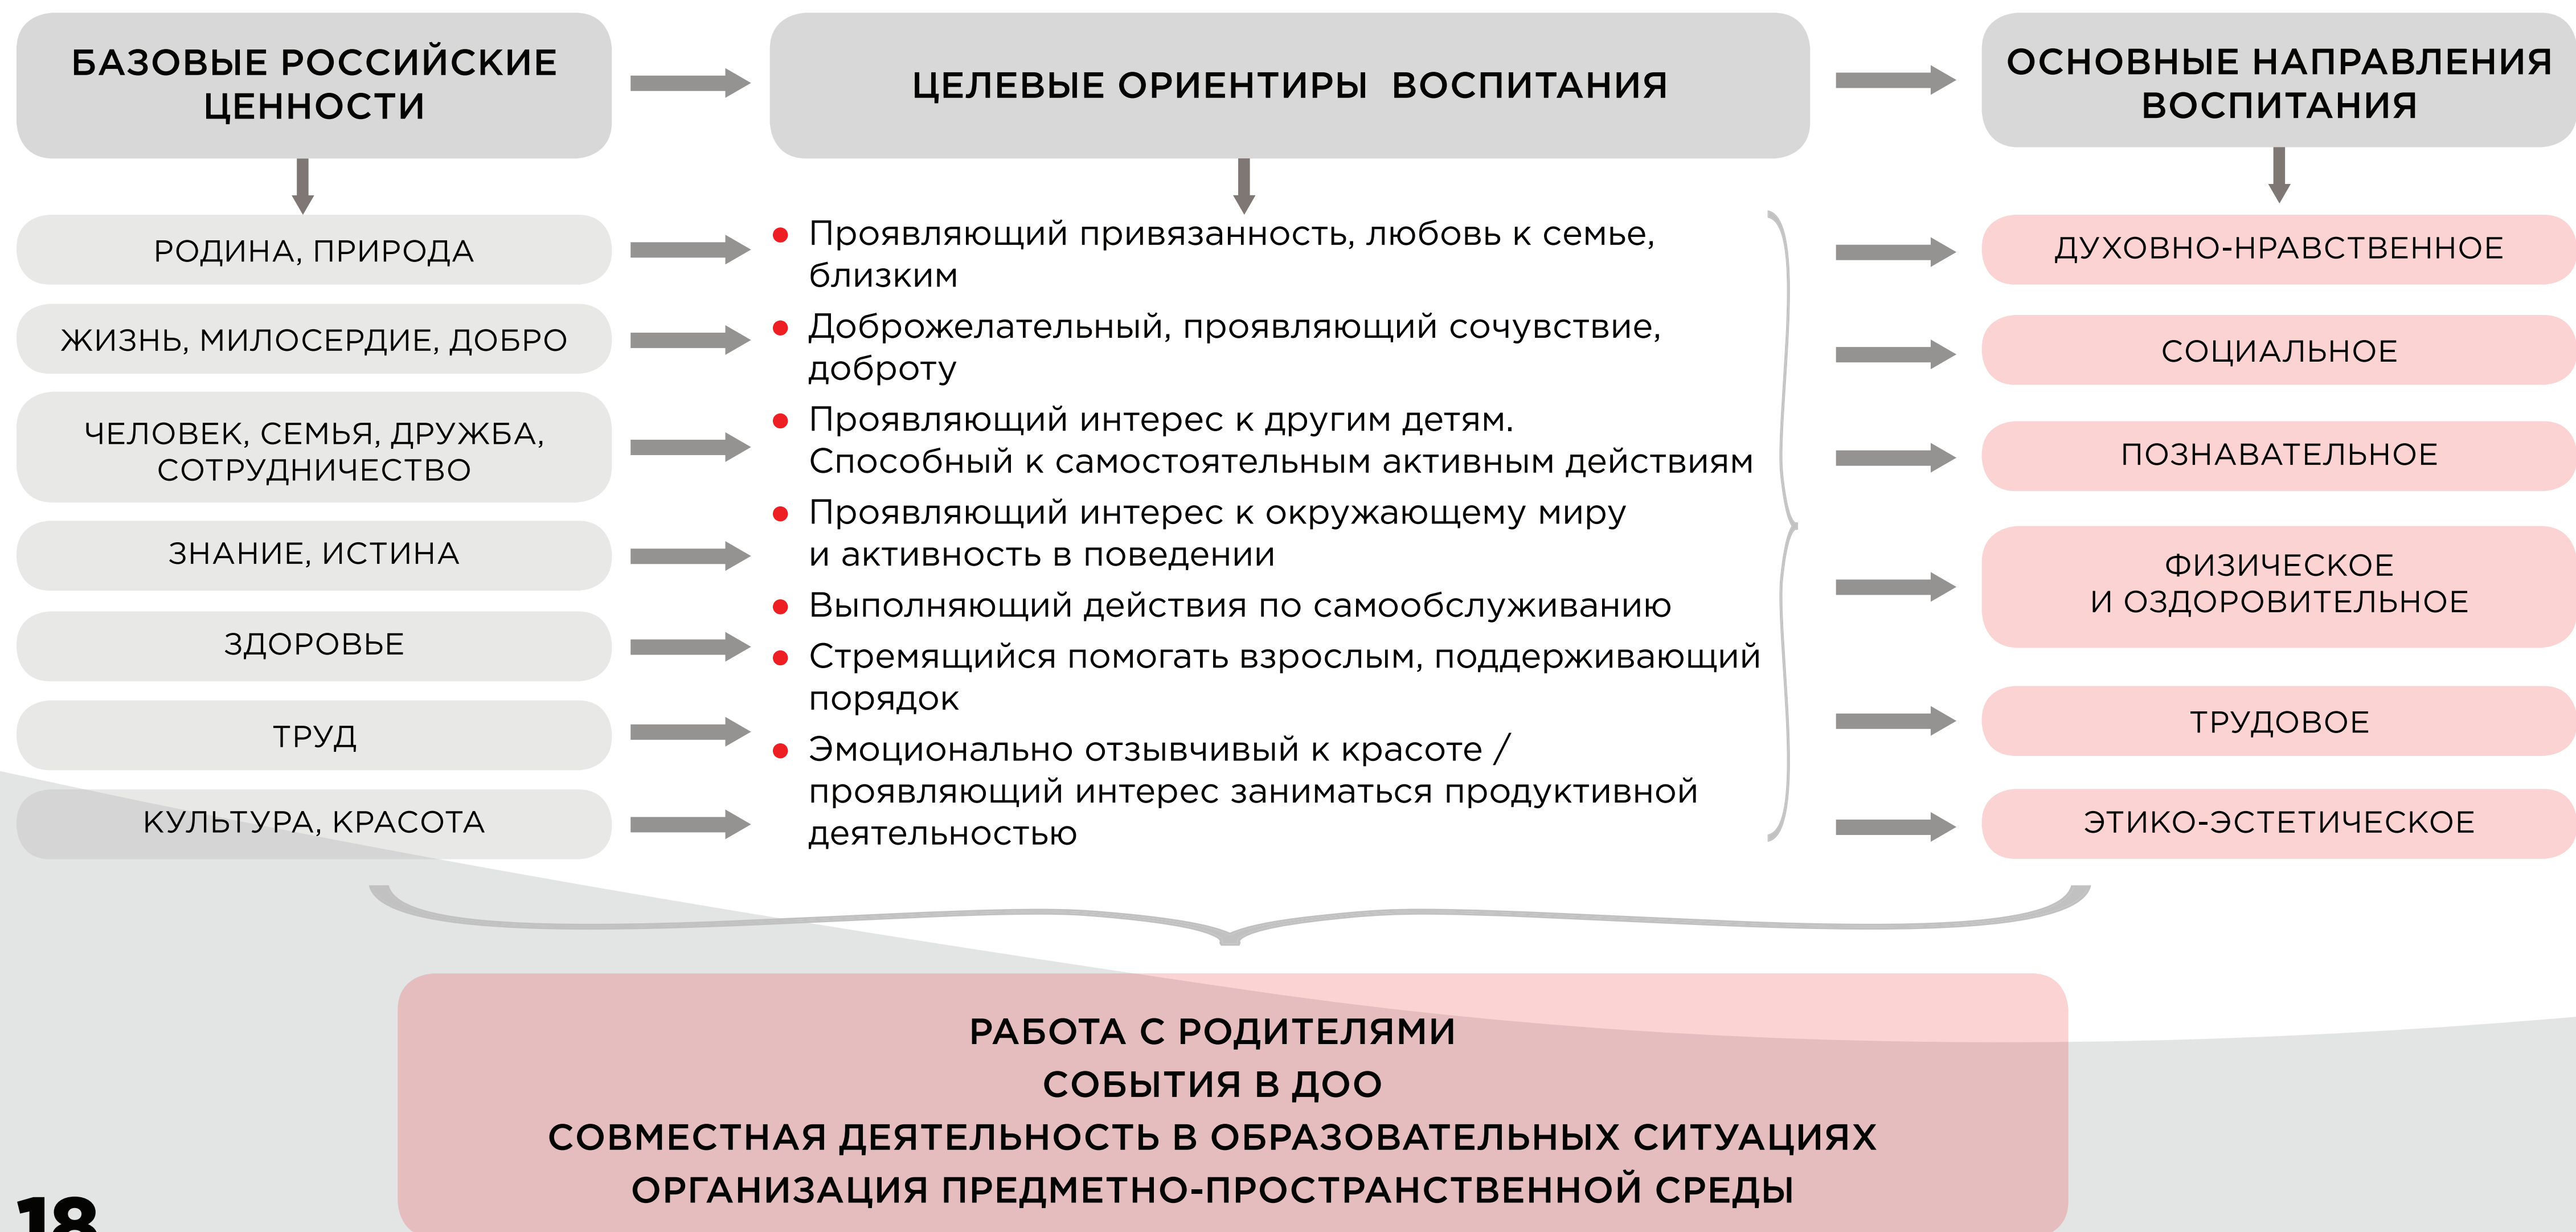 БАЗОВЫЕ РОССИЙСКИЕ
ЦЕННОСТИ
ЦЕЛЕВЫЕ ОРИЕНТИРЫ ВОСПИТАНИЯ
ОСНОВНЫЕ НАПРАВЛЕНИЯ
ВОСПИТАНИЯ
РОДИНА, ПРИРОДА
ЖИЗНЬ, МИЛОСЕРДИЕ, ДОБРО
ЧЕЛОВЕК, СЕМЬЯ, ДРУЖБА,
СОТРУДНИЧЕСТВО
ЗНАНИЕ, ИСТИНА
ЗДОРОВЬЕ
ТРУД
КУЛЬТУРА, КРАСОТА
• Проявляющий привязанность, любовь к семье,
близким
• Доброжелательный, проявляющий сочувствие,
доброту
• Проявляющий интерес к другим детям.
Способный к самостоятельным активным действиям
• Проявляющий интерес к окружающему миру
и активность в поведении
• Выполняющий действия по самообслуживанию
• Стремящийся помогать взрослым, поддерживающий
порядок
• Эмоционально отзывчивый к красоте /
проявляющий интерес заниматься продуктивной
деятельностью
ДУХОВНО-НРАВСТВЕННОЕ
СОЦИАЛЬНОЕ
ПОЗНАВАТЕЛЬНОЕ
ФИЗИЧЕСКОЕ
И ОЗДОРОВИТЕЛЬНОЕ
ТРУДОВОЕ
ЭТИКО-ЭСТЕТИЧЕСКОЕ
РАБОТА С РОДИТЕЛЯМИ
СОБЫТИЯ В ДОО
СОВМЕСТНАЯ ДЕЯТЕЛЬНОСТЬ В ОБРАЗОВАТЕЛЬНЫХ СИТУАЦИЯХ
ОРГАНИЗАЦИЯ ПРЕДМЕТНО-ПРОСТРАНСТВЕННОЙ СРЕДЫ
18